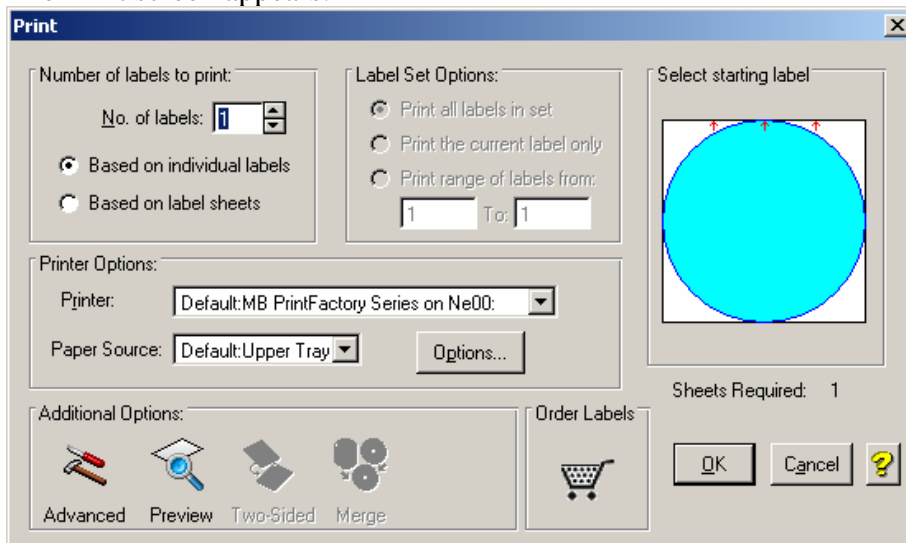 Print
Number of labels to print:
No. of labels: 1
Based on individual labels
Based on label sheets
Label Set Options:
Print all labels in set
Print the current label only
Print range of labels from:
1 To: 1
Select starting label
Printer Options:
Printer: Default:MB PrintFactory Series on Ne00:
Paper Source: Default:Upper Tray
Options...
Sheets Required: 1
Additional Options:
Advanced Preview Two-Sided Merge
Order Labels
OK Cancel ?